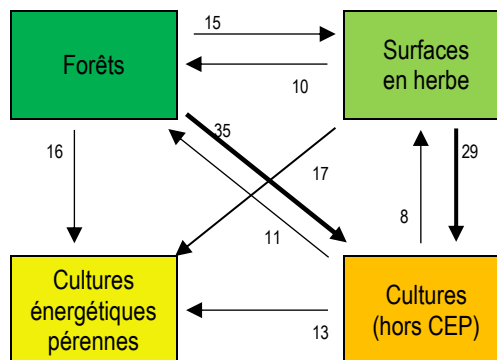 15
Forêts
Surfaces
en herbe
10
35
16
17
29
11
8
Cultures
énergétiques
pérennes
Cultures
(hors CEP)
13